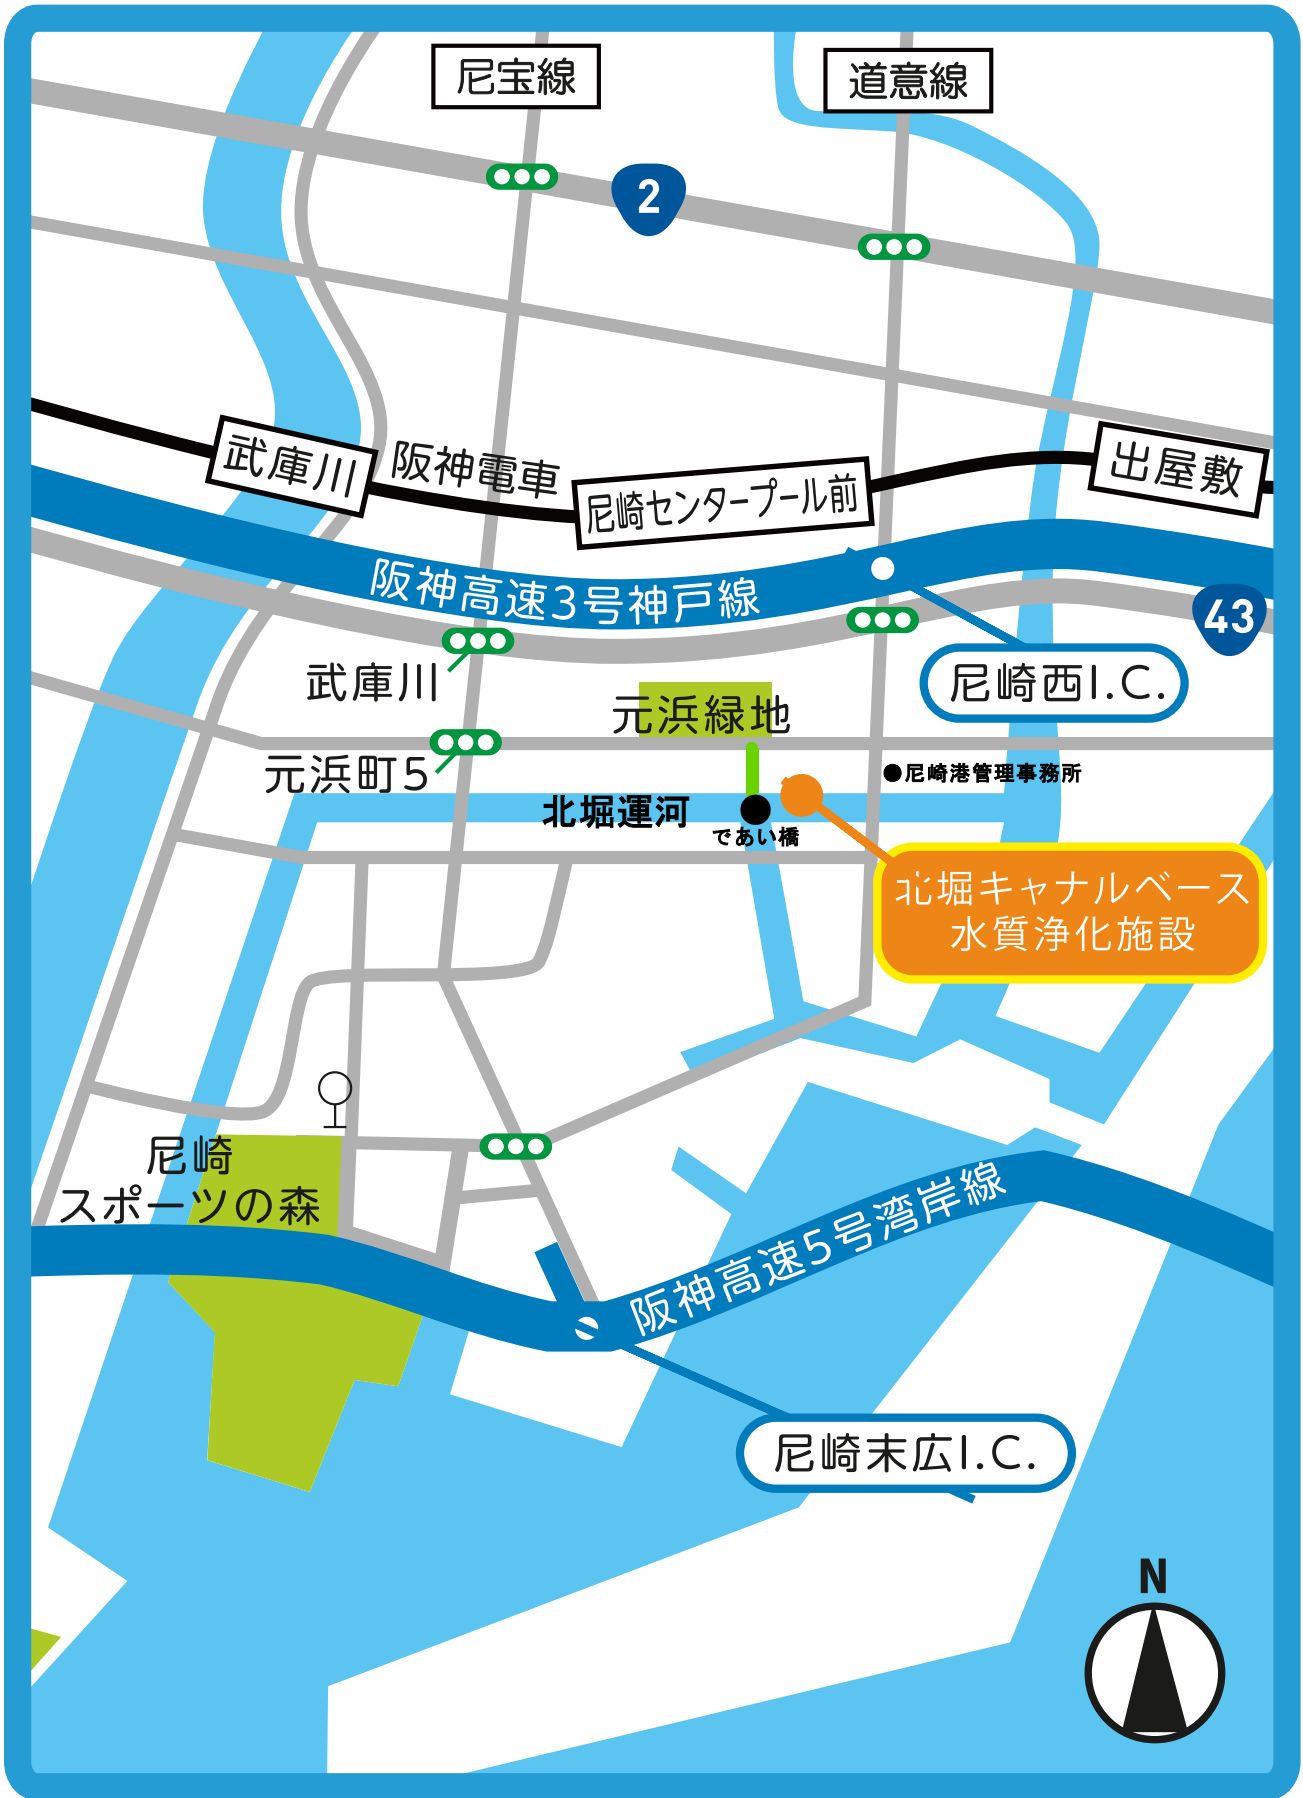 尼宝線
道意線
2
武庫川
阪神電車
尼崎センタープール前
出屋敷
阪神高速3号神戸線
43
武庫川
尼崎西I.C.
元浜緑地
元浜町5
●尼崎港管理事務所
北堀運河
であい橋
北堀キャナルベース
水質浄化施設
尼崎
スポーツの森
阪神高速5号湾岸線
尼崎末広I.C.
N